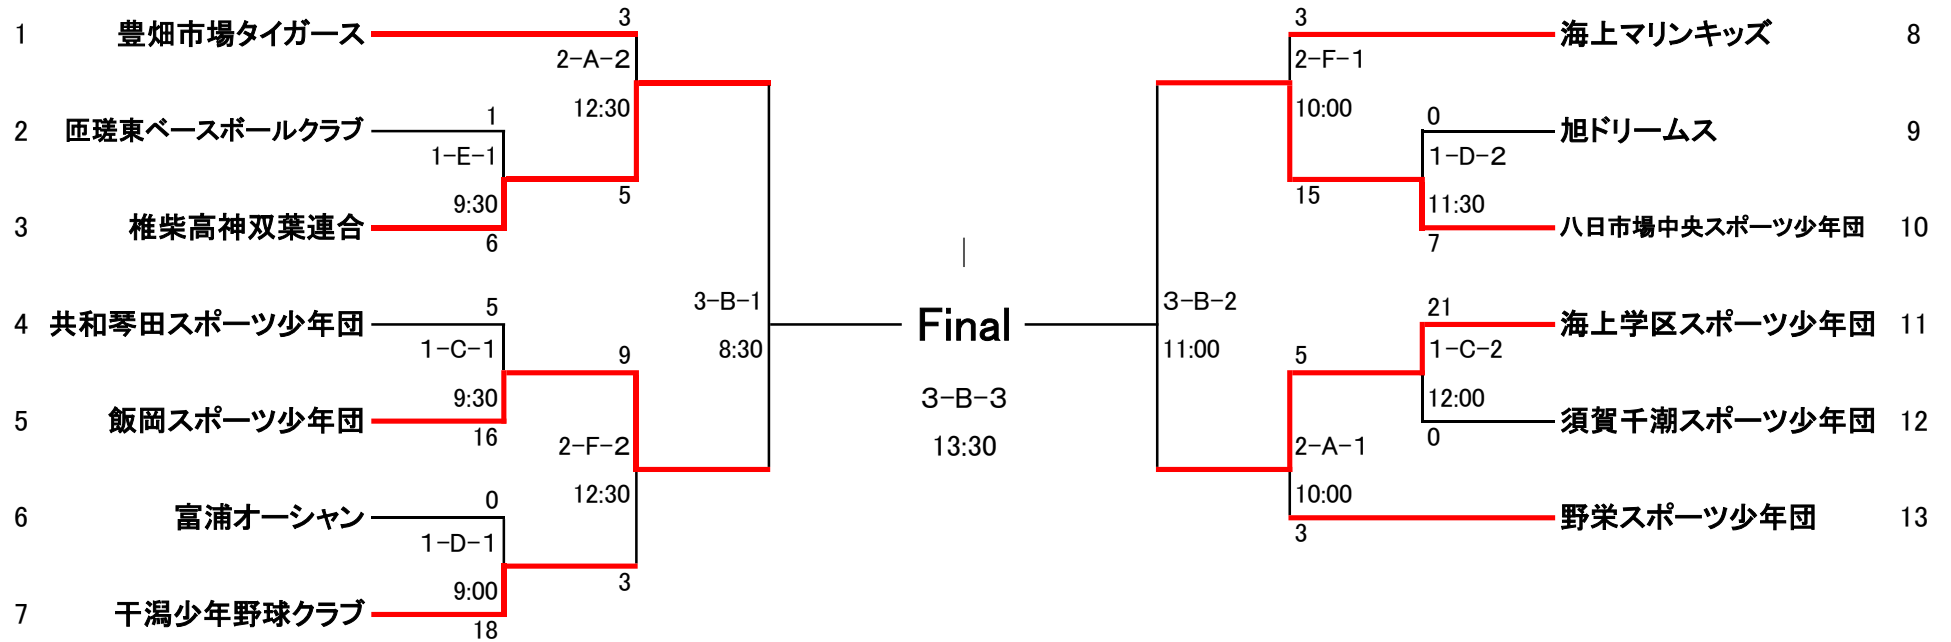 1 豊畑市場タイガース
3
2-A-2
12:30
2 匝瑳東ベースボールクラブ
1
1-E-1
9:30
5
3 椎柴高神双葉連合
6
3-B-1
8:30
4 共和琴田スポーツ少年団
5
1-C-1
9
9:30
5 飯岡スポーツ少年団
16
2-F-2
12:30
6 富浦オーシャン
0
1-D-1
3
9:00
7 干潟少年野球クラブ
18
Final
3-B-3
13:30
3
海上マリンキッズ 8
2-F-1
10:00
0
旭ドリームス 9
1-D-2
15
11:30
八日市場中央スポーツ少年団 10
7
3-B-2
11:00
21
海上学区スポーツ少年団 11
1-C-2
5
12:00
須賀千潮スポーツ少年団 12
0
2-A-1
10:00
野栄スポーツ少年団 13
3